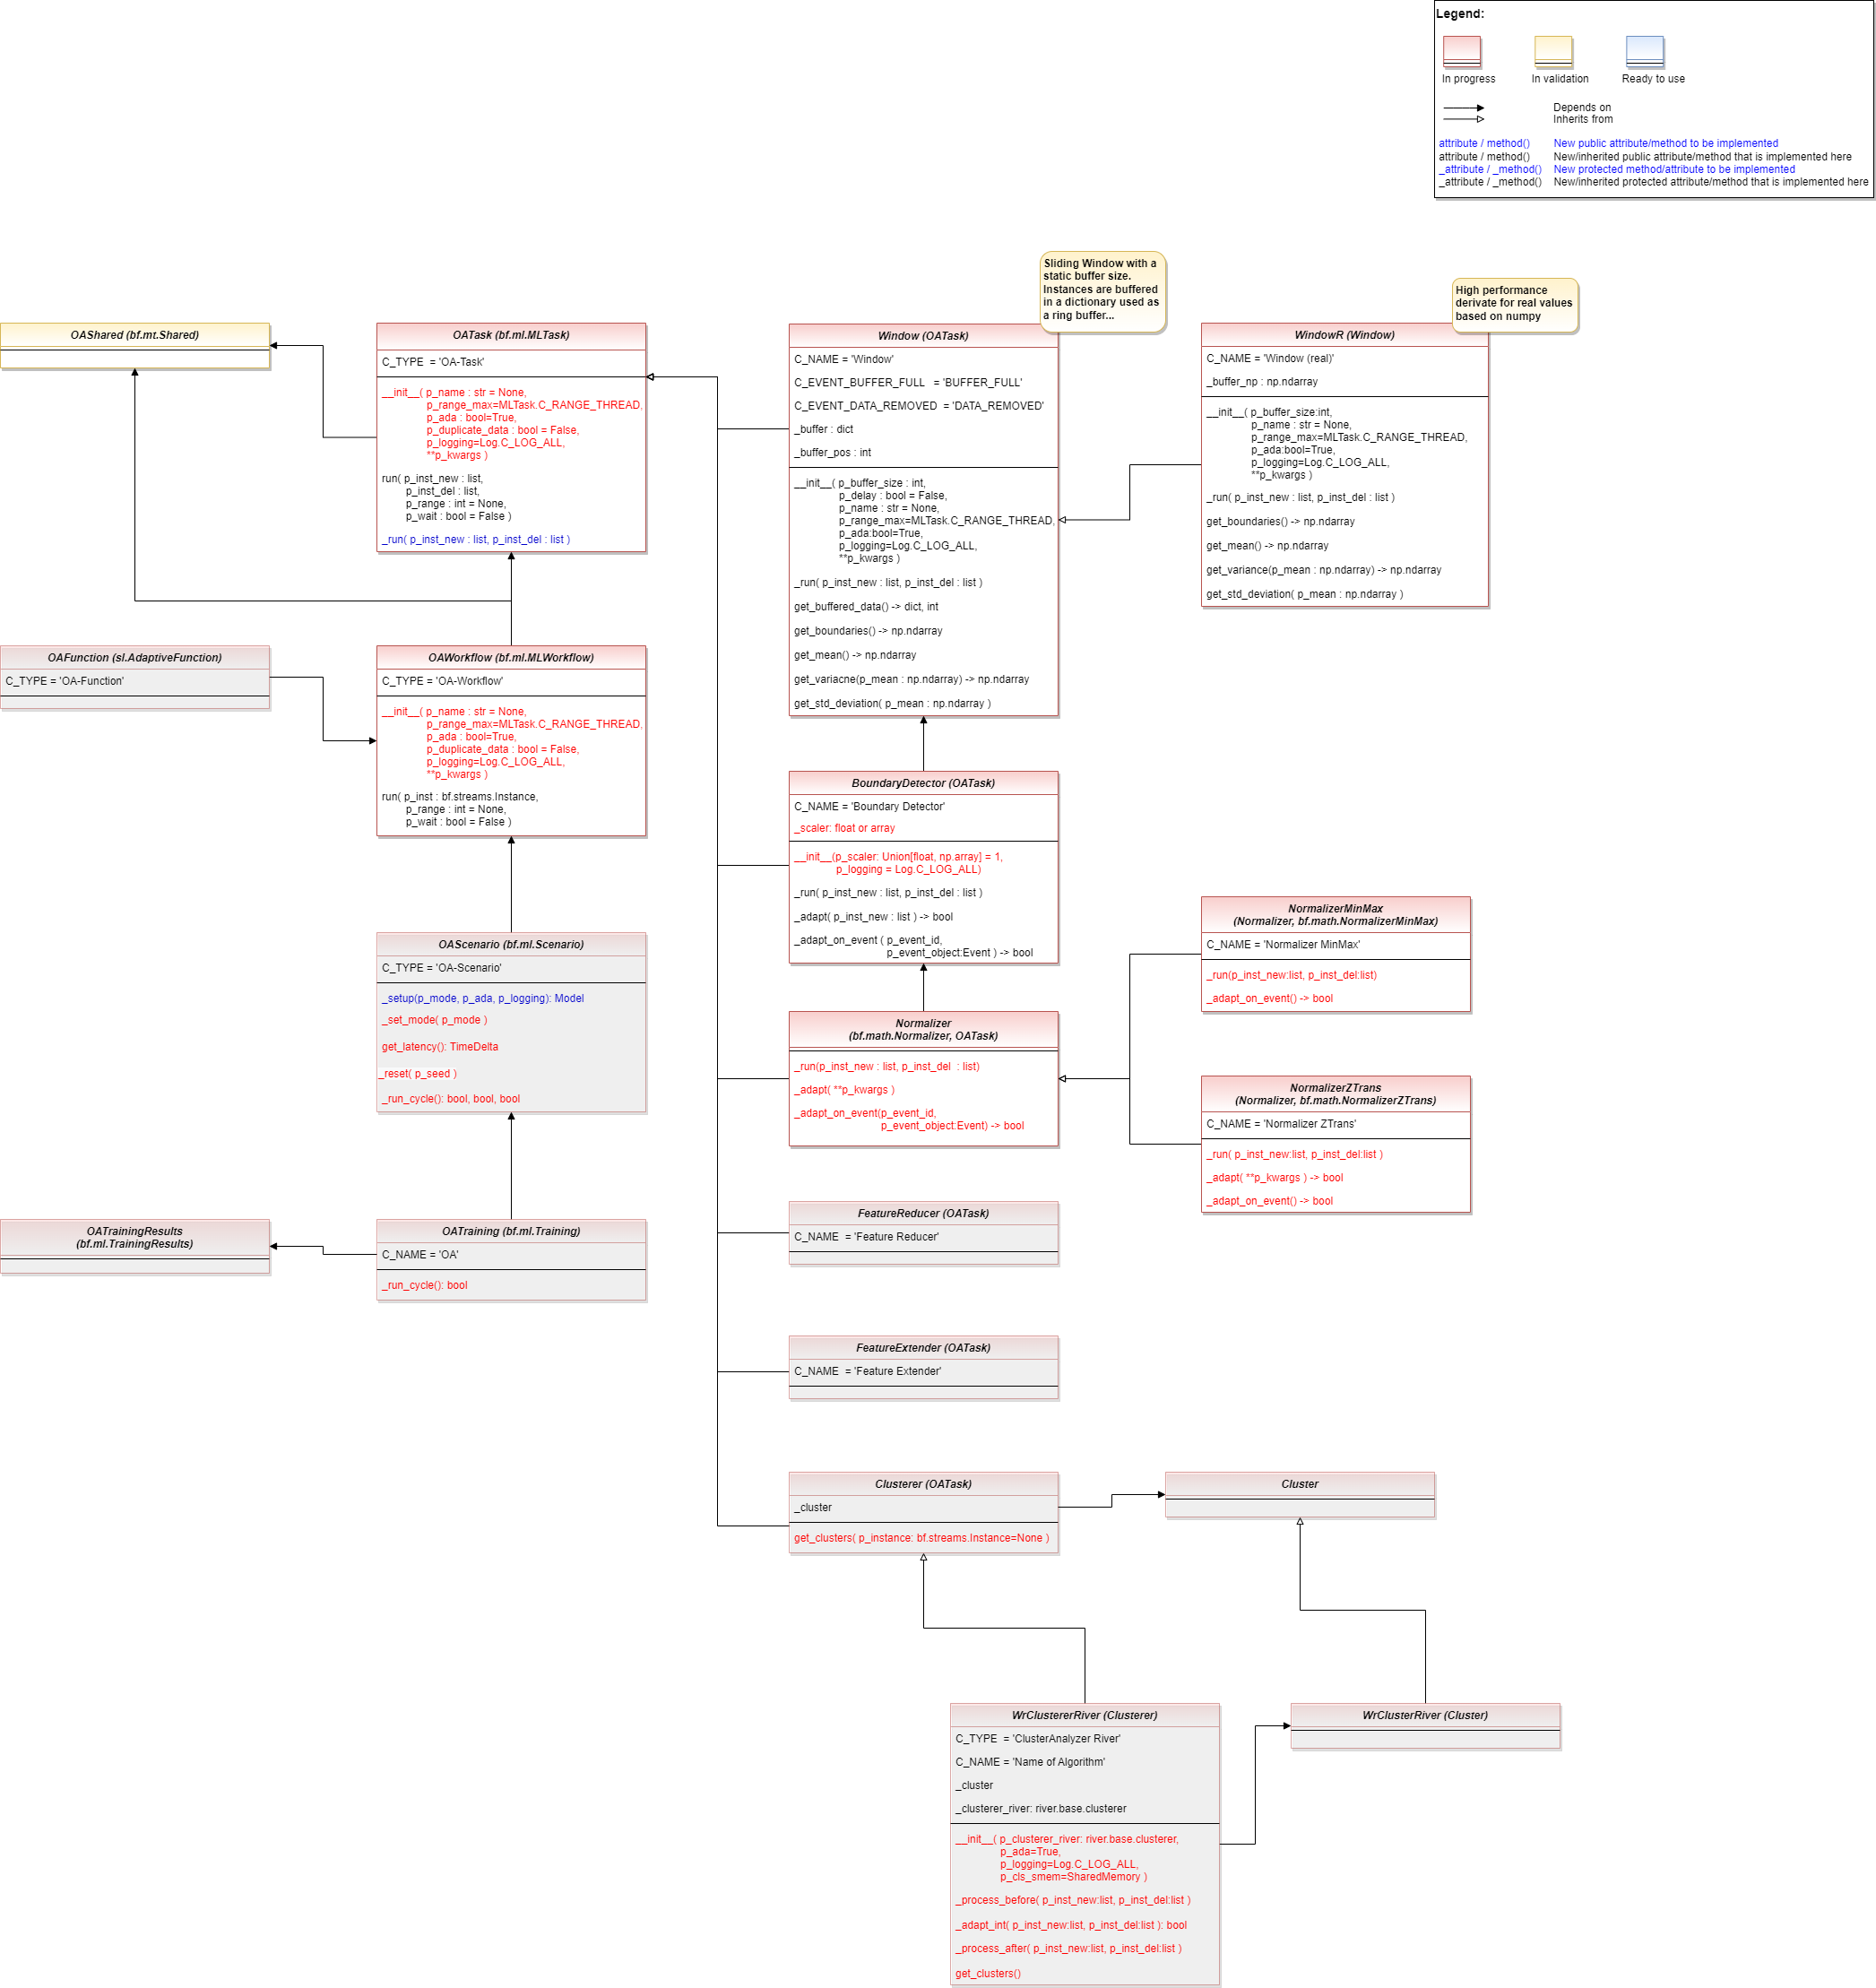 Legend:
In progress
In validation
Ready to use
Depends on
Inherits from
attribute / method() New public attribute/method to be implemented
attribute / method() New/inherited public attribute/method that is implemented here
_attribute / _method() New protected method/attribute to be implemented
_attribute / _method() New/inherited protected attribute/method that is implemented here
Sliding Window with a
static buffer size.
Instances are buffered
in a dictionary used as
a ring buffer...
High performance
derivate for real values
based on numpy
OAShared (bf.mt.Shared)
OATask (bf.ml.MLTask)
C_TYPE = 'OA-Task'
__init__( p_name : str = None,
p_range_max=MLTask.C_RANGE_THREAD,
p_ada : bool=True,
p_duplicate_data : bool = False,
p_logging=Log.C_LOG_ALL,
**p_kwargs )
run( p_inst_new : list,
p_inst_del : list,
p_range : int = None,
p_wait : bool = False )
_run( p_inst_new : list, p_inst_del : list )
Window (OATask)
C_NAME = 'Window'
C_EVENT_BUFFER_FULL = 'BUFFER_FULL'
C_EVENT_DATA_REMOVED = 'DATA_REMOVED'
_buffer : dict
_buffer_pos : int
__init__( p_buffer_size : int,
p_delay : bool = False,
p_name : str = None,
p_range_max=MLTask.C_RANGE_THREAD,
p_ada:bool=True,
p_logging=Log.C_LOG_ALL,
**p_kwargs )
_run( p_inst_new : list, p_inst_del : list )
get_buffered_data() -> dict, int
get_boundaries() -> np.ndarray
get_mean() -> np.ndarray
get_variacne(p_mean : np.ndarray) -> np.ndarray
get_std_deviation( p_mean : np.ndarray )
WindowR (Window)
C_NAME = 'Window (real)'
_buffer_np : np.ndarray
__init__( p_buffer_size:int,
p_name : str = None,
p_range_max=MLTask.C_RANGE_THREAD,
p_ada:bool=True,
p_logging=Log.C_LOG_ALL,
**p_kwargs )
_run( p_inst_new : list, p_inst_del : list )
get_boundaries() -> np.ndarray
get_mean() -> np.ndarray
get_variance(p_mean : np.ndarray) -> np.ndarray
get_std_deviation( p_mean : np.ndarray )
OAFunction (sl.AdaptiveFunction)
C_TYPE = 'OA-Function'
OAWorkflow (bf.ml.MLWorkflow)
C_TYPE = 'OA-Workflow'
__init__( p_name : str = None,
p_range_max=MLTask.C_RANGE_THREAD,
p_ada : bool=True,
p_duplicate_data : bool = False,
p_logging=Log.C_LOG_ALL,
**p_kwargs )
run( p_inst : bf.streams.Instance,
p_range : int = None,
p_wait : bool = False )
BoundaryDetector (OATask)
C_NAME = 'Boundary Detector'
_scaler: float or array
__init__(p_scaler: Union[float, np.array] = 1,
p_logging = Log.C_LOG_ALL)
_run( p_inst_new : list, p_inst_del : list )
_adapt( p_inst_new : list ) -> bool
_adapt_on_event ( p_event_id,
p_event_object:Event ) -> bool
OAScenario (bf.ml.Scenario)
C_TYPE = 'OA-Scenario'
_setup(p_mode, p_ada, p_logging): Model
_set_mode( p_mode )
get_latency(): TimeDelta
_reset( p_seed )
_run_cycle(): bool, bool, bool
Normalizer
(bf.math.Normalizer, OATask)
_run(p_inst_new : list, p_inst_del : list)
_adapt( **p_kwargs )
_adapt_on_event(p_event_id,
p_event_object:Event) -> bool
NormalizerMinMax
(Normalizer, bf.math.NormalizerMinMax)
C_NAME = 'Normalizer MinMax'
_run(p_inst_new:list, p_inst_del:list)
_adapt_on_event() -> bool
NormalizerZTrans
(Normalizer, bf.math.NormalizerZTrans)
C_NAME = 'Normalizer ZTrans'
_run( p_inst_new:list, p_inst_del:list )
_adapt( **p_kwargs ) -> bool
_adapt_on_event() -> bool
OATrainingResults
(bf.ml.TrainingResults)
OATraining (bf.ml.Training)
C_NAME = 'OA'
_run_cycle(): bool
FeatureReducer (OATask)
C_NAME = 'Feature Reducer'
FeatureExtender (OATask)
C_NAME = 'Feature Extender'
Clusterer (OATask)
_cluster
get_clusters( p_instance: bf.streams.Instance=None )
Cluster
WrClustererRiver (Clusterer)
C_TYPE = 'ClusterAnalyzer River'
C_NAME = 'Name of Algorithm'
_cluster
_clusterer_river: river.base.clusterer
__init__( p_clusterer_river: river.base.clusterer,
p_ada=True,
p_logging=Log.C_LOG_ALL,
p_cls_smem=SharedMemory )
_process_before( p_inst_new:list, p_inst_del:list )
_adapt_int( p_inst_new:list, p_inst_del:list ): bool
_process_after( p_inst_new:list, p_inst_del:list )
get_clusters()
WrClusterRiver (Cluster)